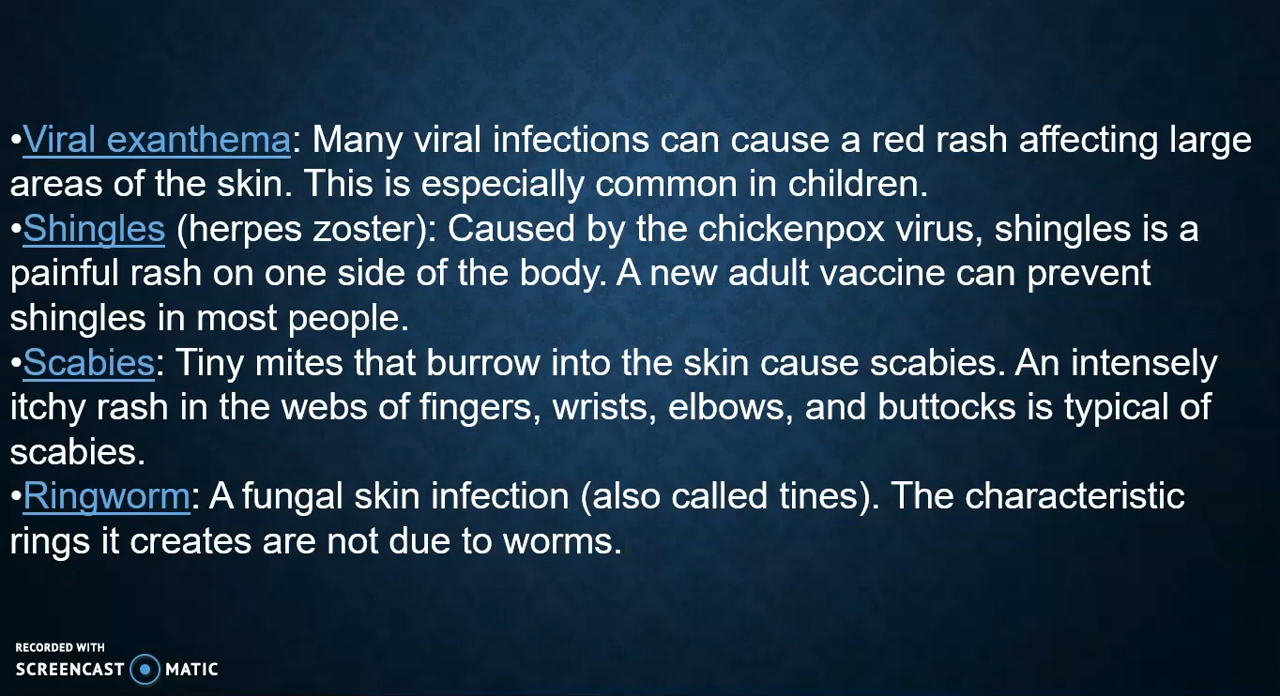 •Viral exanthema: Many viral infections can cause a red rash affecting large
areas of the skin. This is especially common in children.
•Shingles (herpes zoster): Caused by the chickenpox virus, shingles is a
painful rash on one side of the body. A new adult vaccine can prevent
shingles in most people.
•Scabies: Tiny mites that burrow into the skin cause scabies. An intensely
itchy rash in the webs of fingers, wrists, elbows, and buttocks is typical of
scabies.
•Ringworm: A fungal skin infection (also called tines). The characteristic
rings it creates are not due to worms.
RECORDED WITH
SCREENCAST MATIC